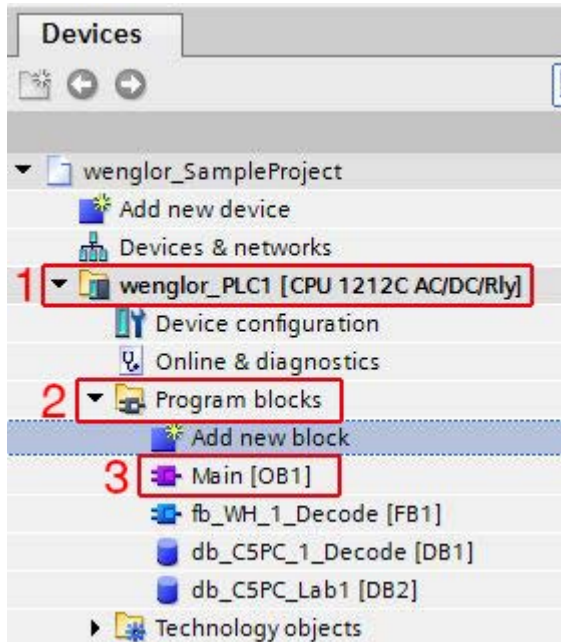 Devices
wenglor_SampleProject
Add new device
Devices & networks
1 wenglor_PLC1 [CPU 1212C AC/DC/Rly]
Device configuration
Online & diagnostics
2 Program blocks
Add new block
3 Main [OB1]
fb_WH_1_Decode [FB1]
db_C5PC_1_Decode [DB1]
db_C5PC_Lab1 [DB2]
Technology objects